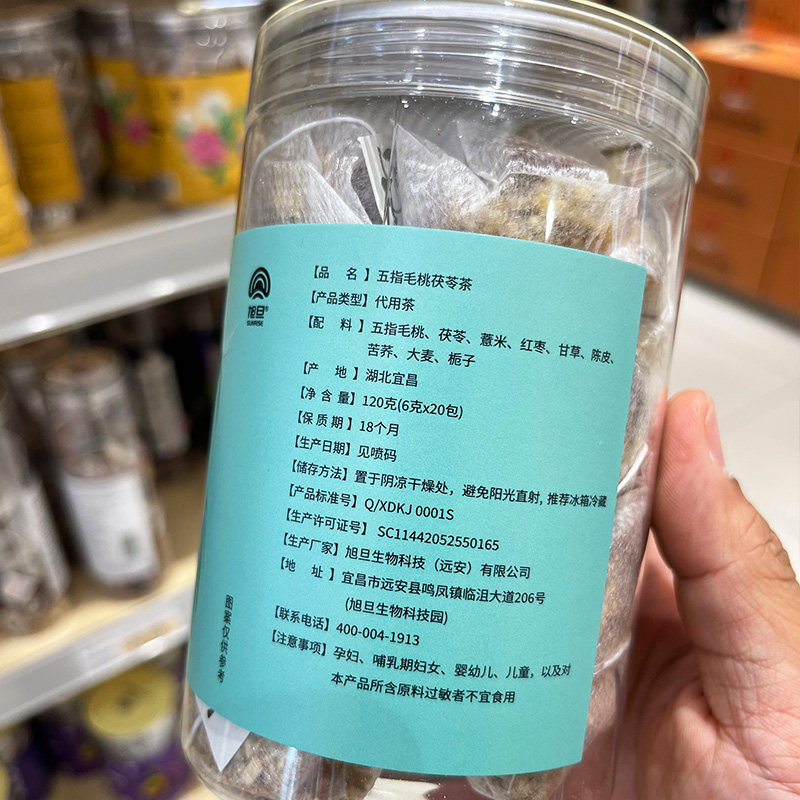 旭旦®
SUNRISE
【品 名】五指毛桃茯苓茶
【产品类型】代用茶
【配 料】五指毛桃、茯苓、薏米、红枣、甘草、陈皮、
苦荞、大麦、栀子
【产 地】湖北宜昌
【净 含 量】120克(6克x20包)
【保 质 期】18个月
【生产日期】见喷码
【储存方法】置于阴凉干燥处，避免阳光直射, 推荐冰箱冷藏
【产品标准号】Q/XDKJ 0001S
【生产许可证号】SC11442052550165
【生产厂家】旭旦生物科技（远安）有限公司
【地 址】宜昌市远安县鸣凤镇临沮大道206号
(旭旦生物科技园)
【联系电话】400-004-1913
【注意事项】孕妇、哺乳期妇女、婴幼儿、儿童，以及对
本产品所含原料过敏者不宜食用
图案仅供参考